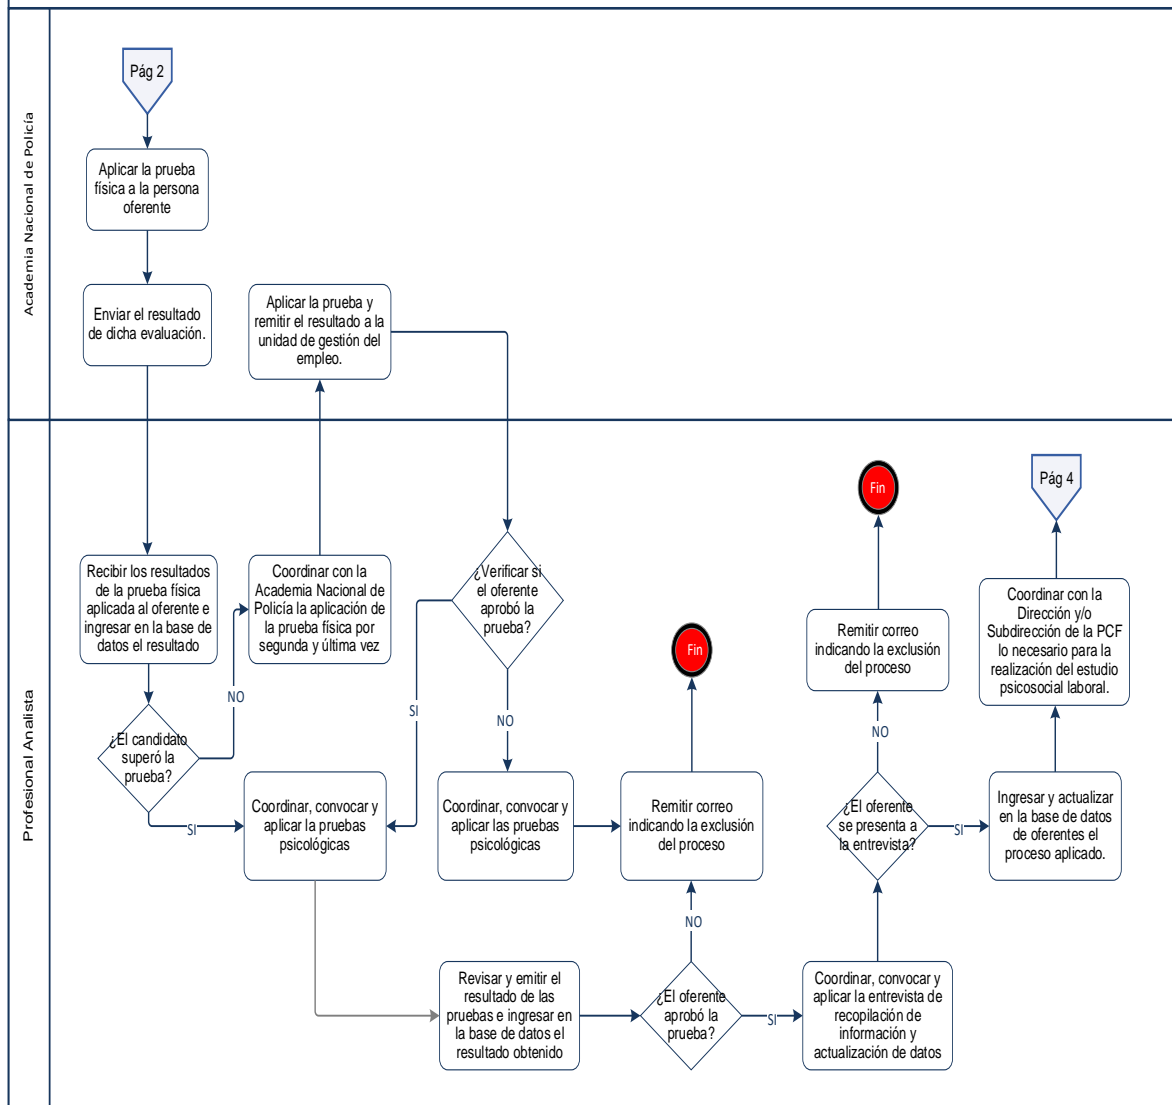 Academia Nacional de Policía
Pág 2
Aplicar la prueba
física a la persona
oferente
Enviar el resultado
de dicha evaluación.
Aplicar la prueba y
remitir el resultado a la
unidad de gestión del
empleo.
Profesional Analista
Recibir los resultados
de la prueba física
aplicada al oferente e
ingresar en la base de
datos el resultado
¿El candidato
superó la
prueba?
NO
SI
Coordinar con la
Academia Nacional de
Policía la aplicación de
la prueba física por
segunda y última vez
¿Verificar si
el oferente
aprobó la
prueba?
SI
NO
Coordinar, convocar y
aplicar la pruebas
psicológicas
Coordinar, convocar y
aplicar las pruebas
psicológicas
Remitir correo
indicando la exclusión
del proceso
Fin
Revisar y emitir el
resultado de las
pruebas e ingresar en
la base de datos el
resultado obtenido
¿El oferente
aprobó la
prueba?
NO
SI
Coordinar, convocar y
aplicar la entrevista de
recopilación de
información y
actualización de datos
¿El oferente
se presenta a
la entrevista?
NO
SI
Remitir correo
indicando la exclusión
del proceso
Fin
Ingresar y actualizar
en la base de datos
de oferentes el
proceso aplicado.
Coordinar con la
Dirección y/o
Subdirección de la PCF
lo necesario para la
realización del estudio
psicosocial laboral.
Pág 4